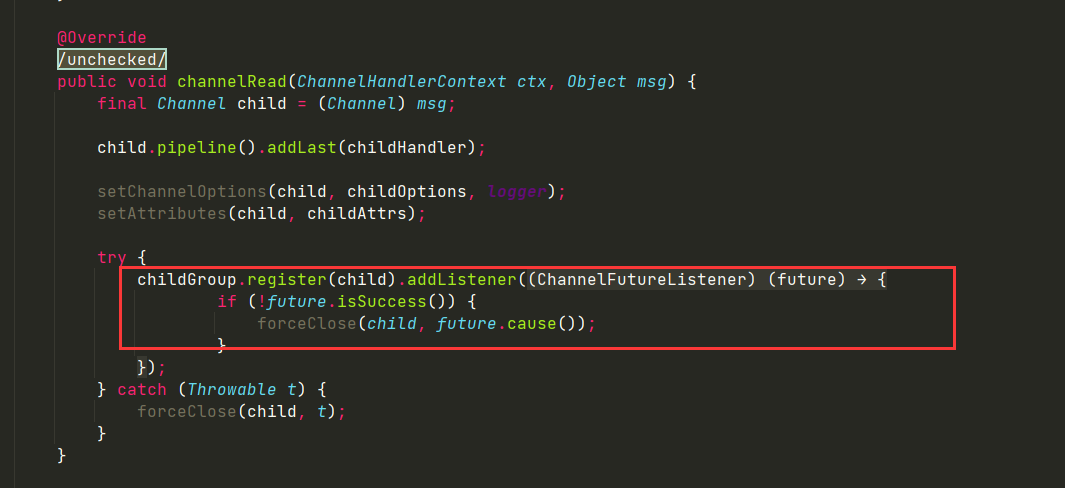 @Override
/unchecked/
public void channelRead(ChannelHandlerContext ctx, Object msg) {
final Channel child = (Channel) msg;
child.pipeline().addLast(childHandler);
setChannelOptions(child, childOptions, logger);
setAttributes(child, childAttrs);
try {
childGroup.register(child).addListener((ChannelFutureListener) (future) → {
if (!future.isSuccess()) {
forceClose(child, future.cause());
}
});
} catch (Throwable t) {
forceClose(child, t);
}
}